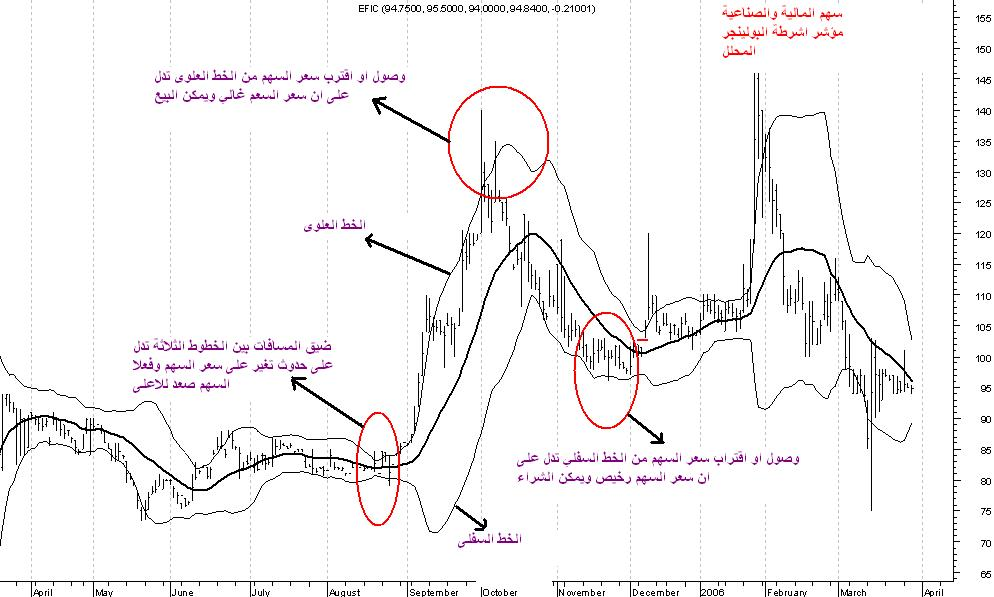 EFIC (94.7500, 95.5000, 94.0000, 94.8400, -0.21001)
سهم المالية والصناعية
مؤشر اشرطة البولينجر
المحلل
وصول او اقترب سعر السهم من الخط العلوى تدل
على ان سعر السعم غالي ويمكن البيع
الخط العلوى
ضيق المسافات بين الخطوط الثلاثة تدل
على حدوث تغير على سعر السهم وفعلا
السهم صعد للاعلى
وصول او اقتراب سعر السهم من الخط السفلي تدل على
ان سعر السهم رخيص ويمكن الشراء
الخط السفلى
155
150
145
140
135
130
125
120
115
110
105
100
95
90
85
80
75
70
65
April May June July August September October November December 2006 February March April